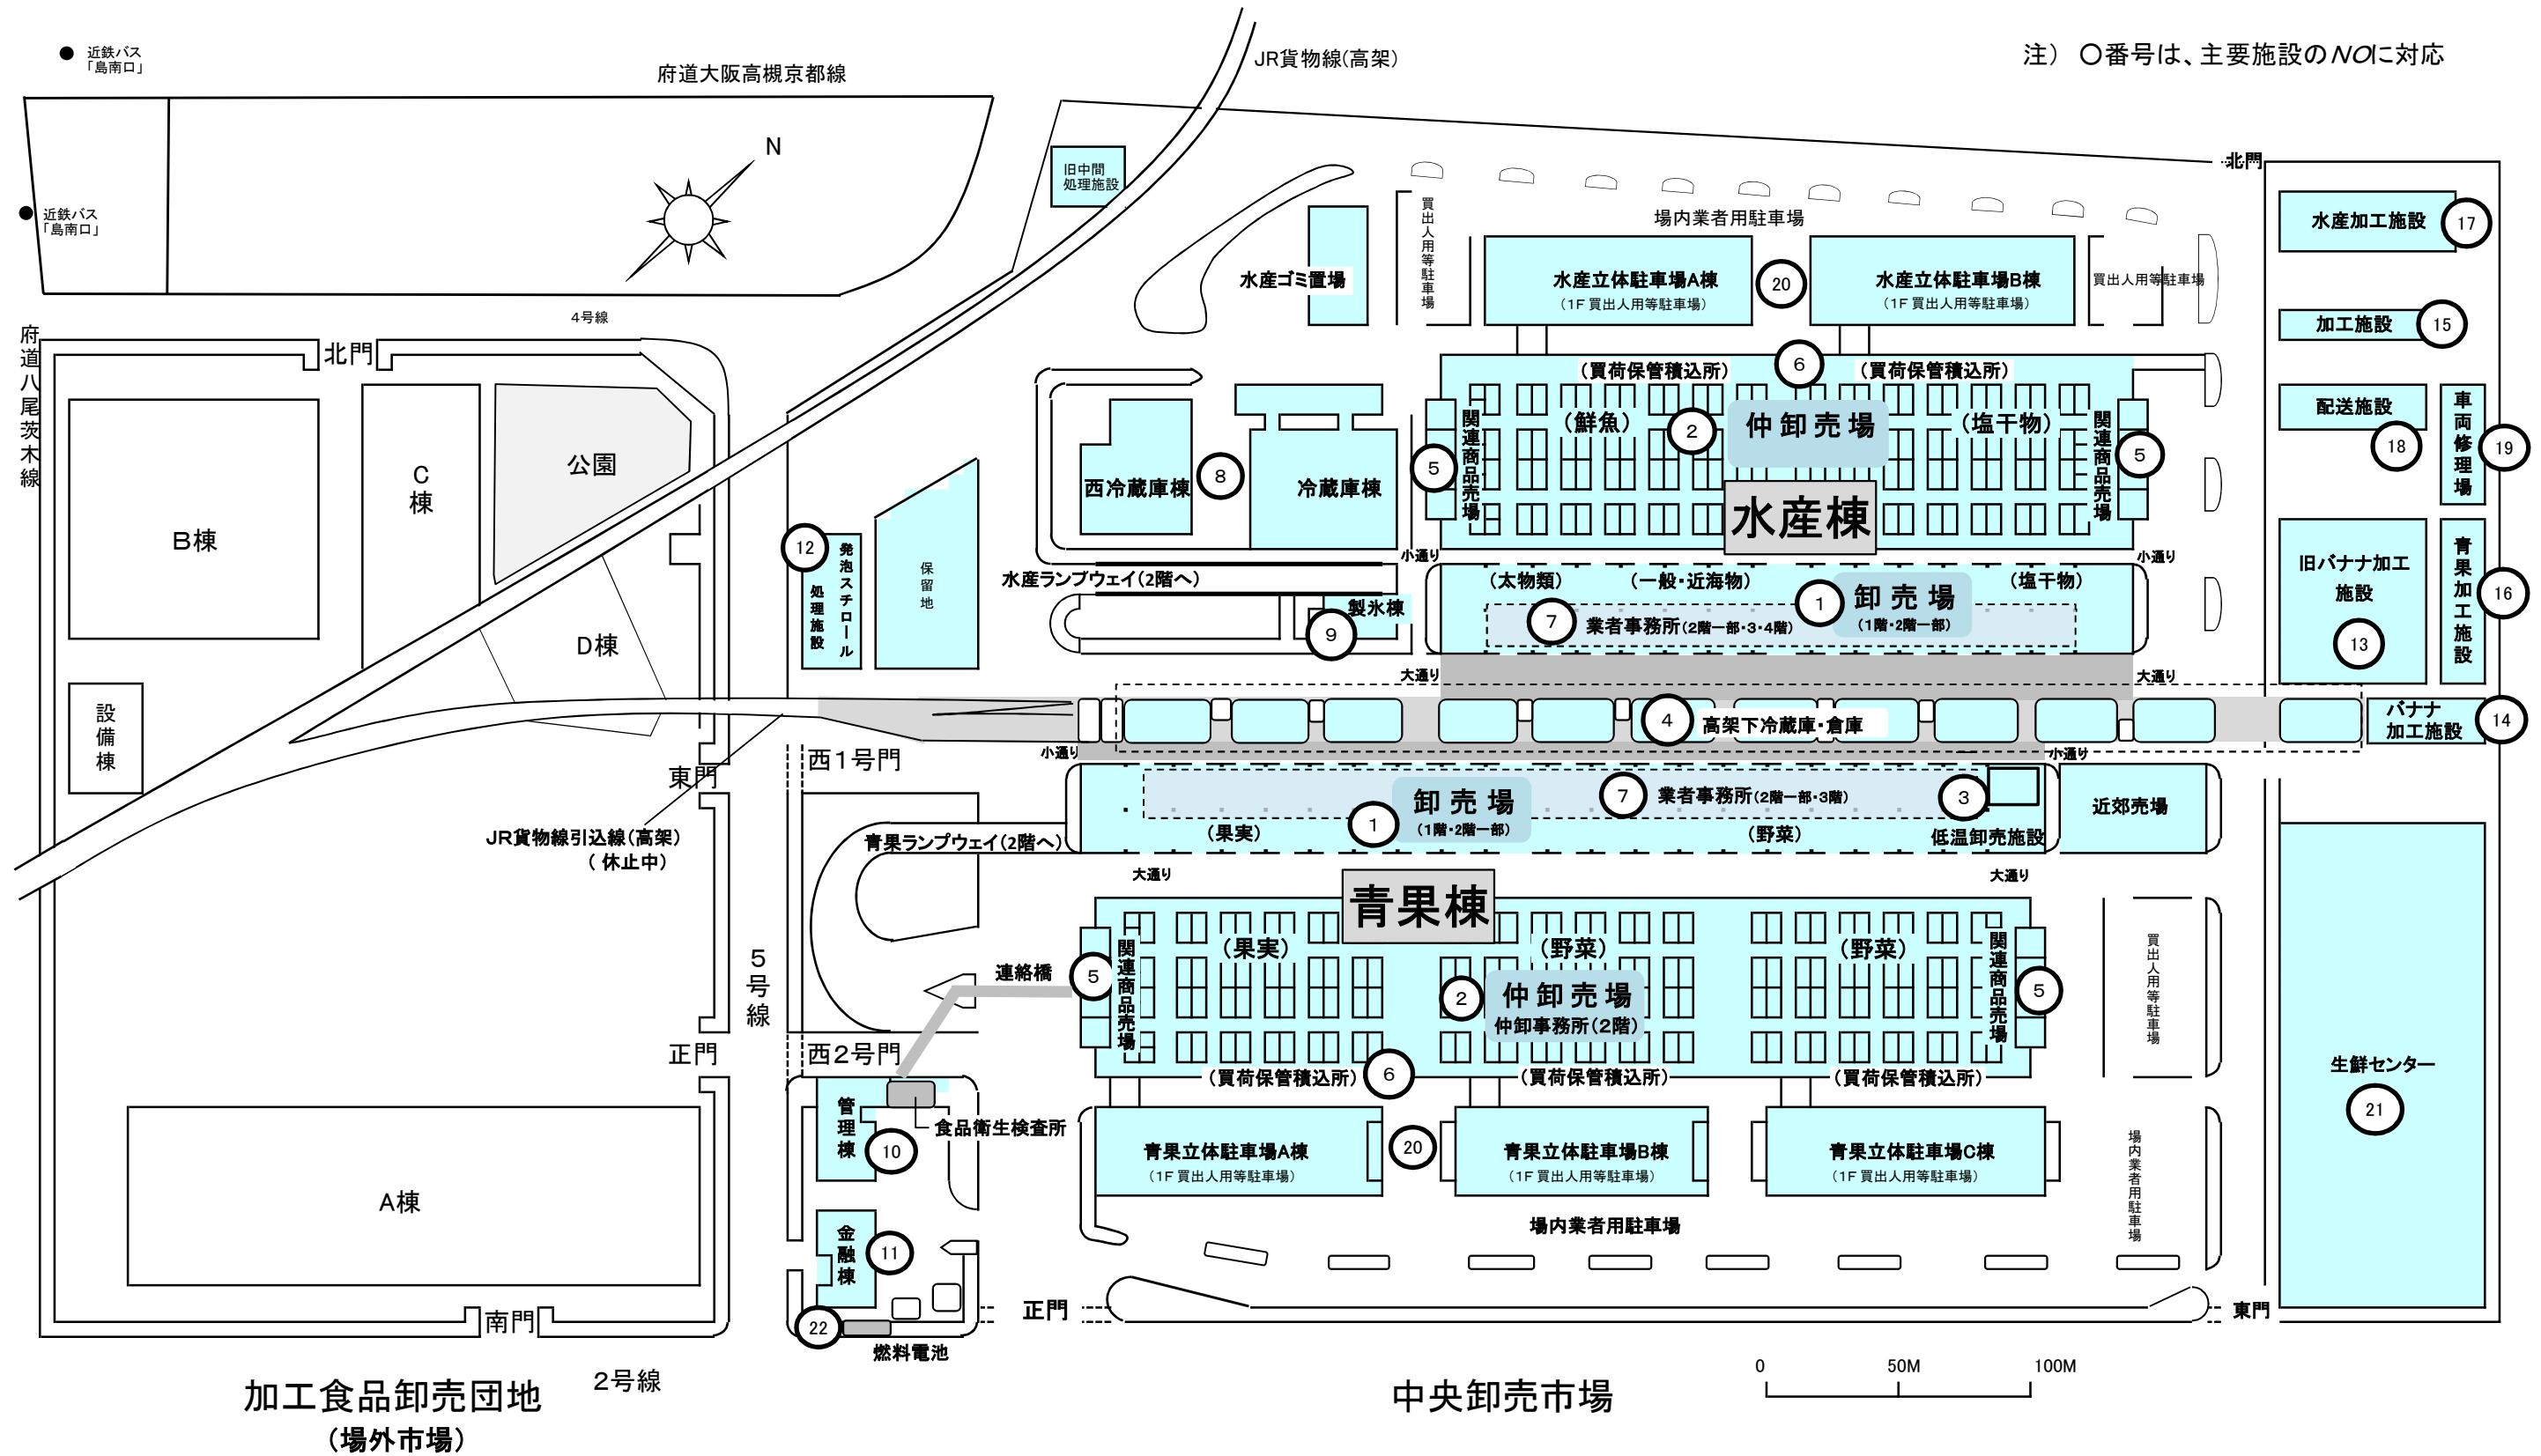 近鉄バス
「島南口」
府道大阪高槻京都線
JR貨物線(高架)
注） 〇番号は、主要施設のNOに対応
N
旧中間
処理施設
北門
近鉄バス
「島南口」
買出人用等駐車場
場内業者用駐車場
水産加工施設
17
水産ゴミ置場
水産立体駐車場A棟
（1F 買出人用等駐車場）
20
水産立体駐車場B棟
（1F 買出人用等駐車場）
買出人用等駐車場
4号線
加工施設
15
府道八尾茨木線
北門
（買荷保管積込所）
6
（買荷保管積込所）
C棟
公園
B棟
西冷蔵庫棟
8
冷蔵庫棟
5
関連商品売場
（鮮魚）
2
仲卸売場
（塩干物）
関連商品売場
5
水産棟
配送施設
18
車両修理場
19
12
発泡スチロール
処理施設
保留地
小通り
小通り
水産ランプウェイ(2階へ)
（太物類）
（一般・近海物）
（塩干物）
1
卸売場
（1階・2階一部）
製氷棟
9
7
業者事務所(2階一部・3・4階)
旧バナナ加工
施設
13
青果加工施設
16
D棟
大通り
大通り
設備棟
4
高架下冷蔵庫・倉庫
バナナ
加工施設
14
西1号門
小通り
小通り
東門
JR貨物線引込線(高架)
（ 休止中)
青果ランプウェイ(2階へ)
（果実）
1
卸売場
（1階・2階一部）
7
業者事務所(2階一部・3階)
（野菜）
3
低温卸売施設
近郊売場
大通り
大通り
青果棟
5号線
連絡橋
5
関連商品売場
（果実）
（野菜）
（野菜）
2
仲卸売場
仲卸事務所（2階）
関連商品売場
5
買出人用等駐車場
正門
西2号門
（買荷保管積込所）
6
（買荷保管積込所）
（買荷保管積込所）
生鮮センター
21
管理棟
10
食品衛生検査所
青果立体駐車場A棟
（1F 買出人用等駐車場）
20
青果立体駐車場B棟
（1F 買出人用等駐車場）
青果立体駐車場C棟
（1F 買出人用等駐車場）
場内業者用駐車場
A棟
金融棟
11
場内業者用駐車場
南門
22
燃料電池
正門
東門
2号線
加工食品卸売団地
（場外市場）
中央卸売市場
0
50M
100M